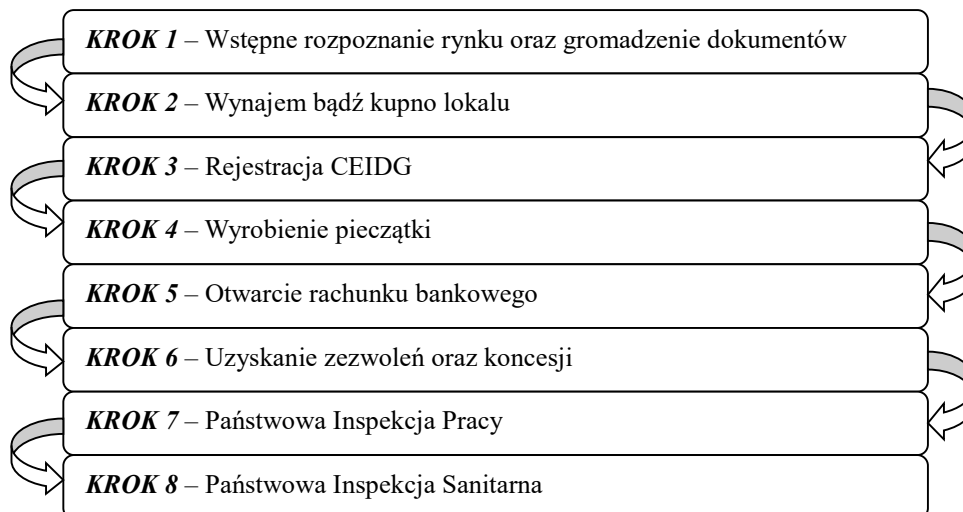 KROK 1 – Wstępne rozpoznanie rynku oraz gromadzenie dokumentów
KROK 2 – Wynajem bądź kupno lokalu
KROK 3 – Rejestracja CEIDG
KROK 4 – Wyrobienie pieczątki
KROK 5 – Otwarcie rachunku bankowego
KROK 6 – Uzyskanie zezwoleń oraz koncesji
KROK 7 – Państwowa Inspekcja Pracy
KROK 8 – Państwowa Inspekcja Sanitarna